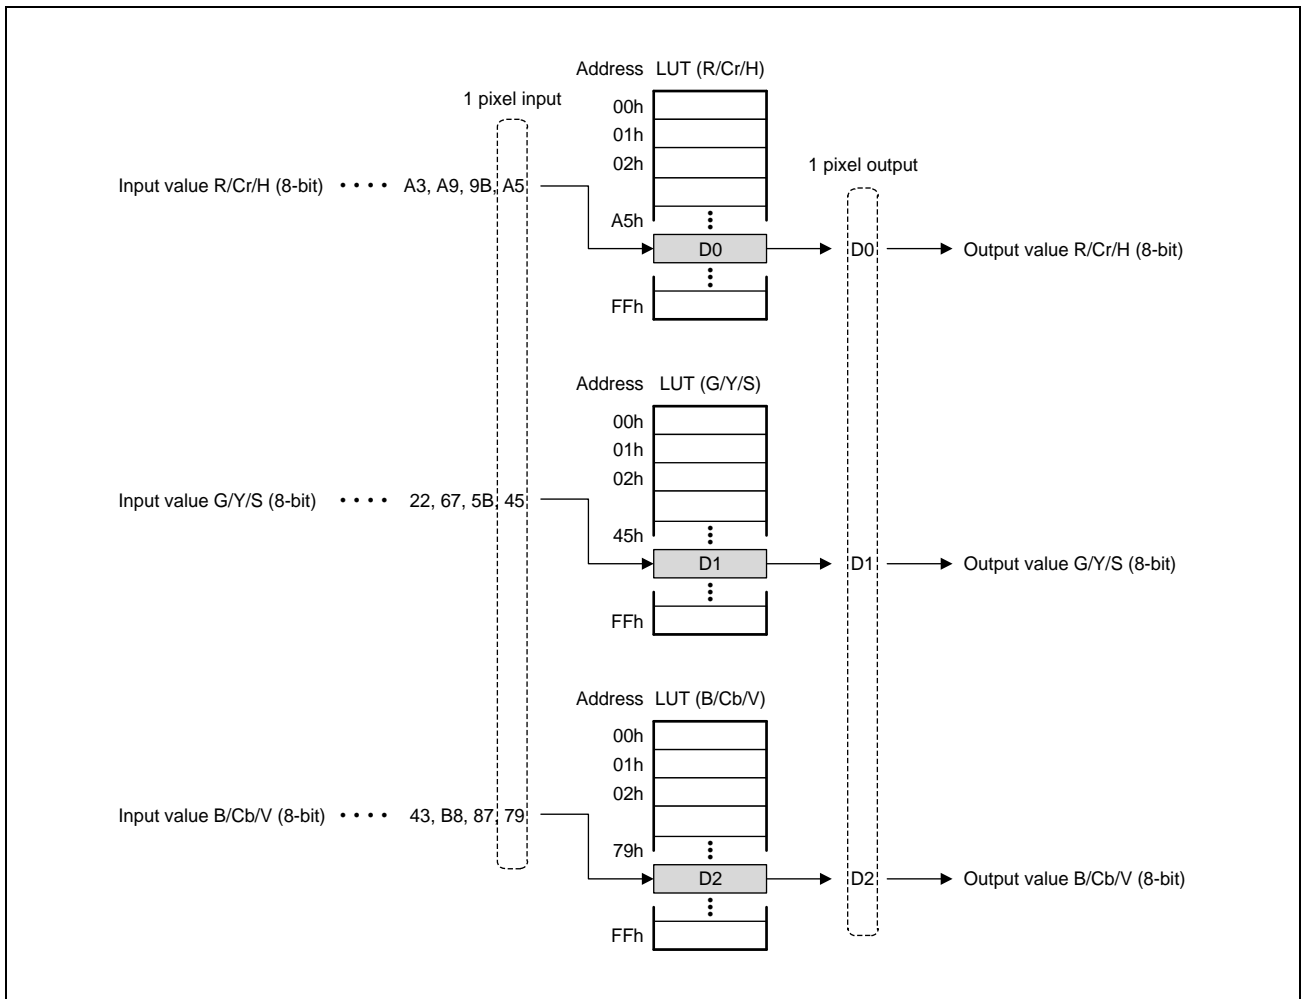 Address LUT (R/Cr/H)
1 pixel input
00h
01h
02h
1 pixel output
Input value R/Cr/H (8-bit) • • • • A3, A9, 9B, A5
A5h
D0
D0
Output value R/Cr/H (8-bit)
FFh
Address LUT (G/Y/S)
00h
01h
02h
Input value G/Y/S (8-bit) • • • • 22, 67, 5B, 45
45h
D1
D1
Output value G/Y/S (8-bit)
FFh
Address LUT (B/Cb/V)
00h
01h
02h
Input value B/Cb/V (8-bit) • • • • 43, B8, 87, 79
79h
D2
D2
Output value B/Cb/V (8-bit)
FFh